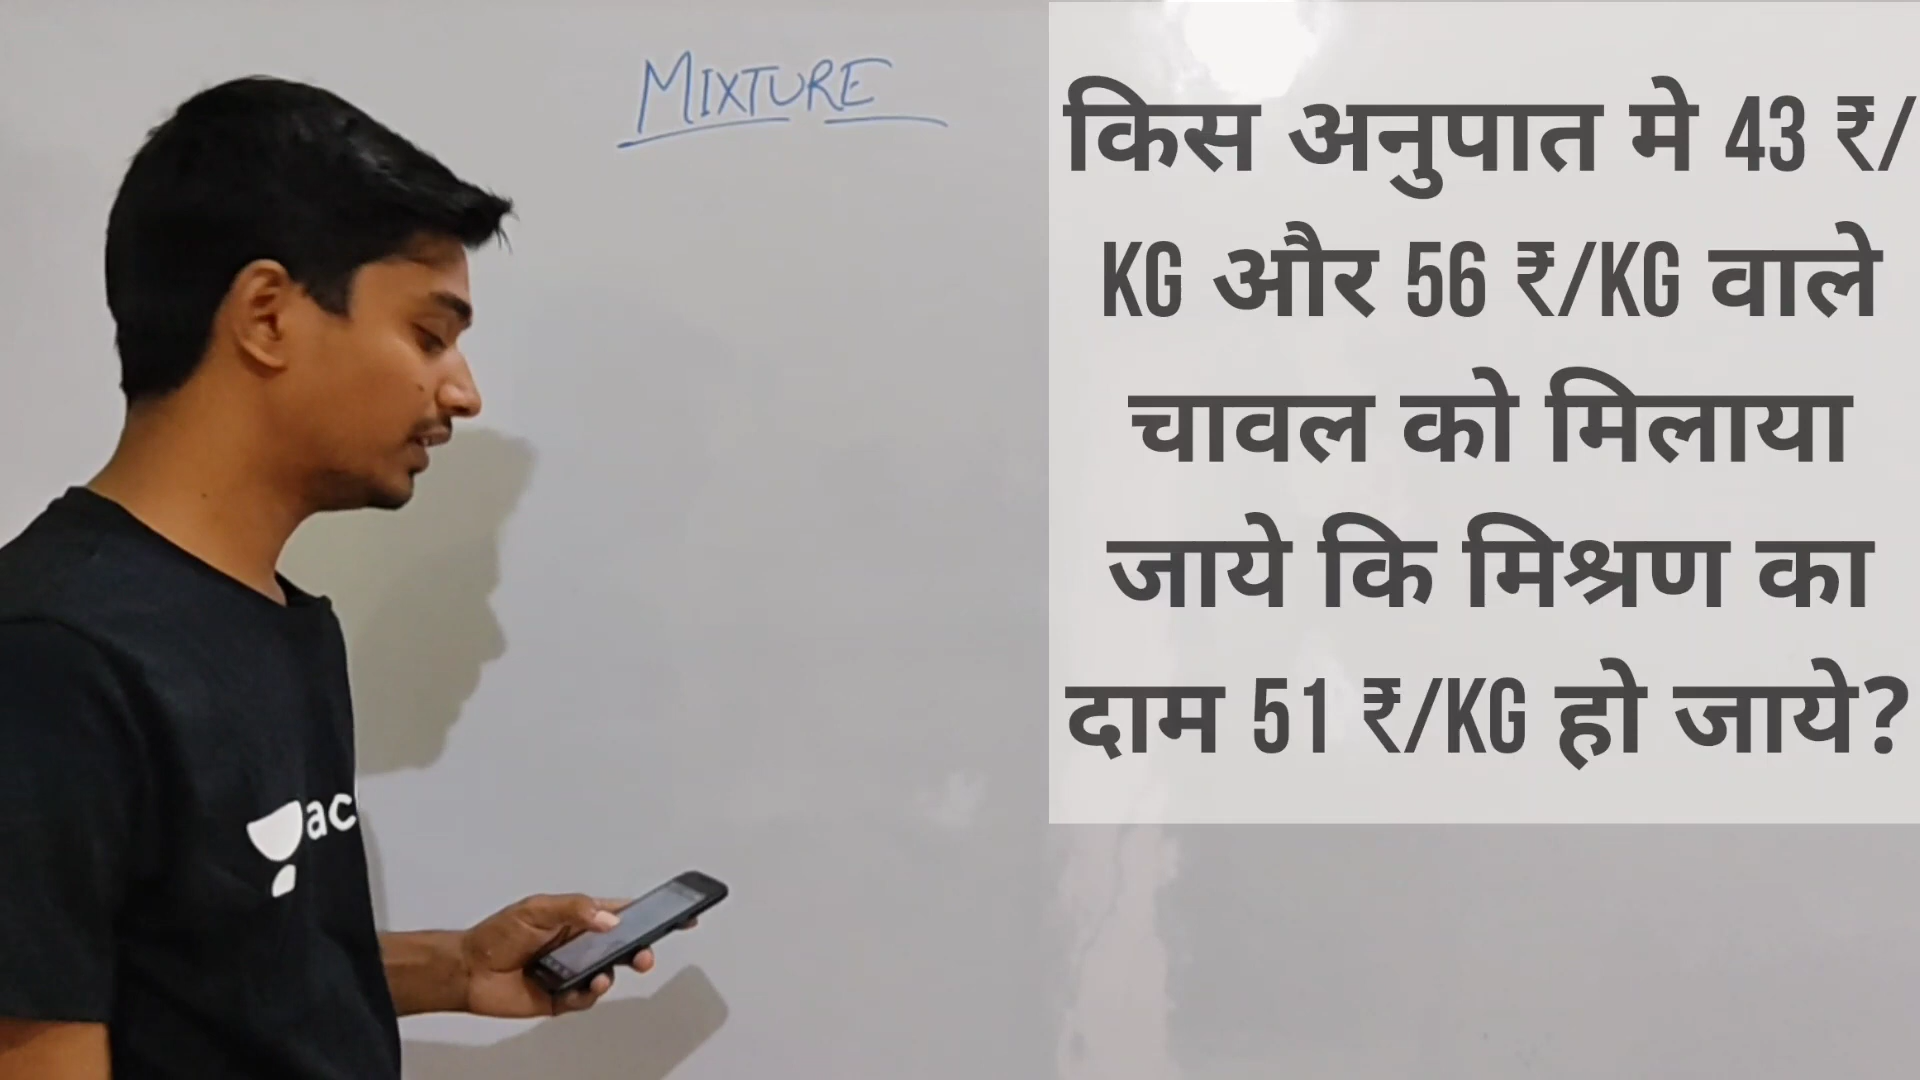 MIXTURE
किस अनुपात मे 43 ₹/
KG और 56 ₹/KG वाले
चावल को मिलाया
जाये कि मिश्रण का
दाम 51 ₹/KG हो जाये?
ac